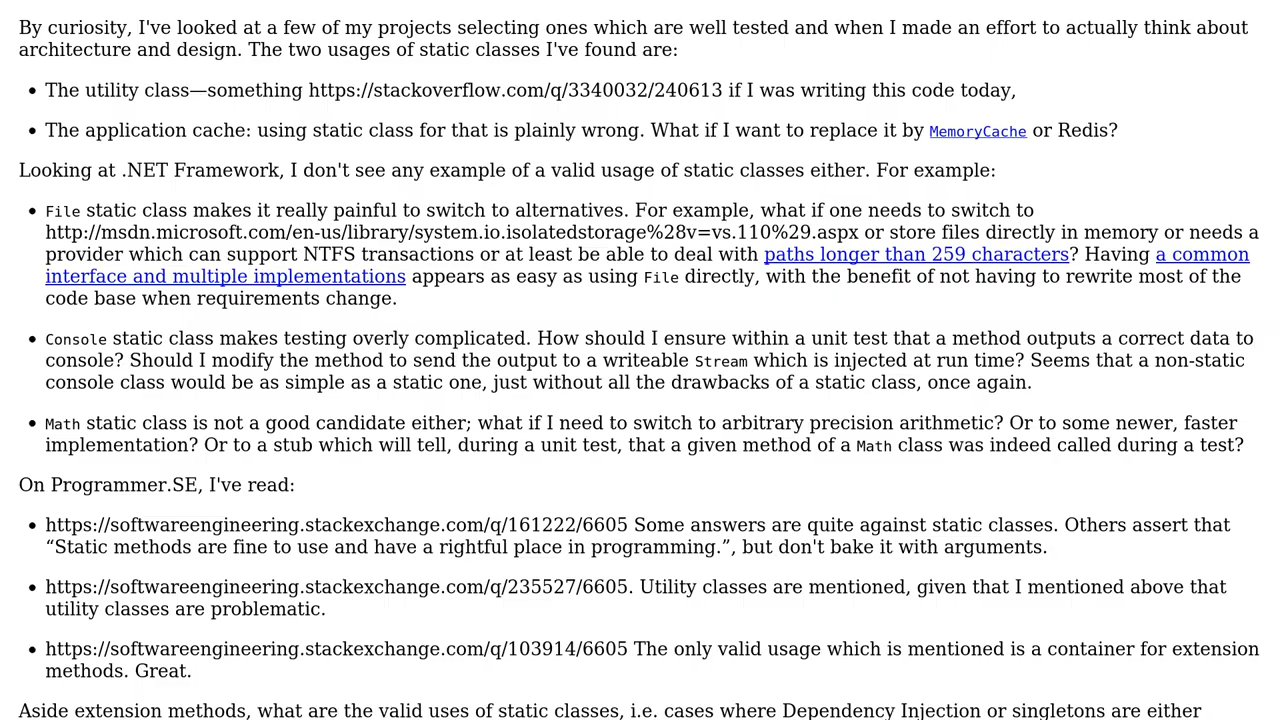 By curiosity, I've looked at a few of my projects selecting ones which are well tested and when I made an effort to actually think about
architecture and design. The two usages of static classes I've found are:
• The utility class—something https://stackoverflow.com/q/3340032/240613 if I was writing this code today,
• The application cache: using static class for that is plainly wrong. What if I want to replace it by MemoryCache or Redis?
Looking at .NET Framework, I don't see any example of a valid usage of static classes either. For example:
• File static class makes it really painful to switch to alternatives. For example, what if one needs to switch to
http://msdn.microsoft.com/en-us/library/system.io.isolatedstorage%28v=vs.110%29.aspx or store files directly in memory or needs a
provider which can support NTFS transactions or at least be able to deal with paths longer than 259 characters? Having a common
interface and multiple implementations appears as easy as using File directly, with the benefit of not having to rewrite most of the
code base when requirements change.
• Console static class makes testing overly complicated. How should I ensure within a unit test that a method outputs a correct data to
console? Should I modify the method to send the output to a writeable Stream which is injected at run time? Seems that a non-static
console class would be as simple as a static one, just without all the drawbacks of a static class, once again.
• Math static class is not a good candidate either; what if I need to switch to arbitrary precision arithmetic? Or to some newer, faster
implementation? Or to a stub which will tell, during a unit test, that a given method of a Math class was indeed called during a test?
On Programmer.SE, I've read:
• https://softwareengineering.stackexchange.com/q/161222/6605 Some answers are quite against static classes. Others assert that
“Static methods are fine to use and have a rightful place in programming.”, but don't bake it with arguments.
• https://softwareengineering.stackexchange.com/q/235527/6605. Utility classes are mentioned, given that I mentioned above that
utility classes are problematic.
• https://softwareengineering.stackexchange.com/q/103914/6605 The only valid usage which is mentioned is a container for extension
methods. Great.
Aside extension methods, what are the valid uses of static classes, i.e. cases where Dependency Injection or singletons are either